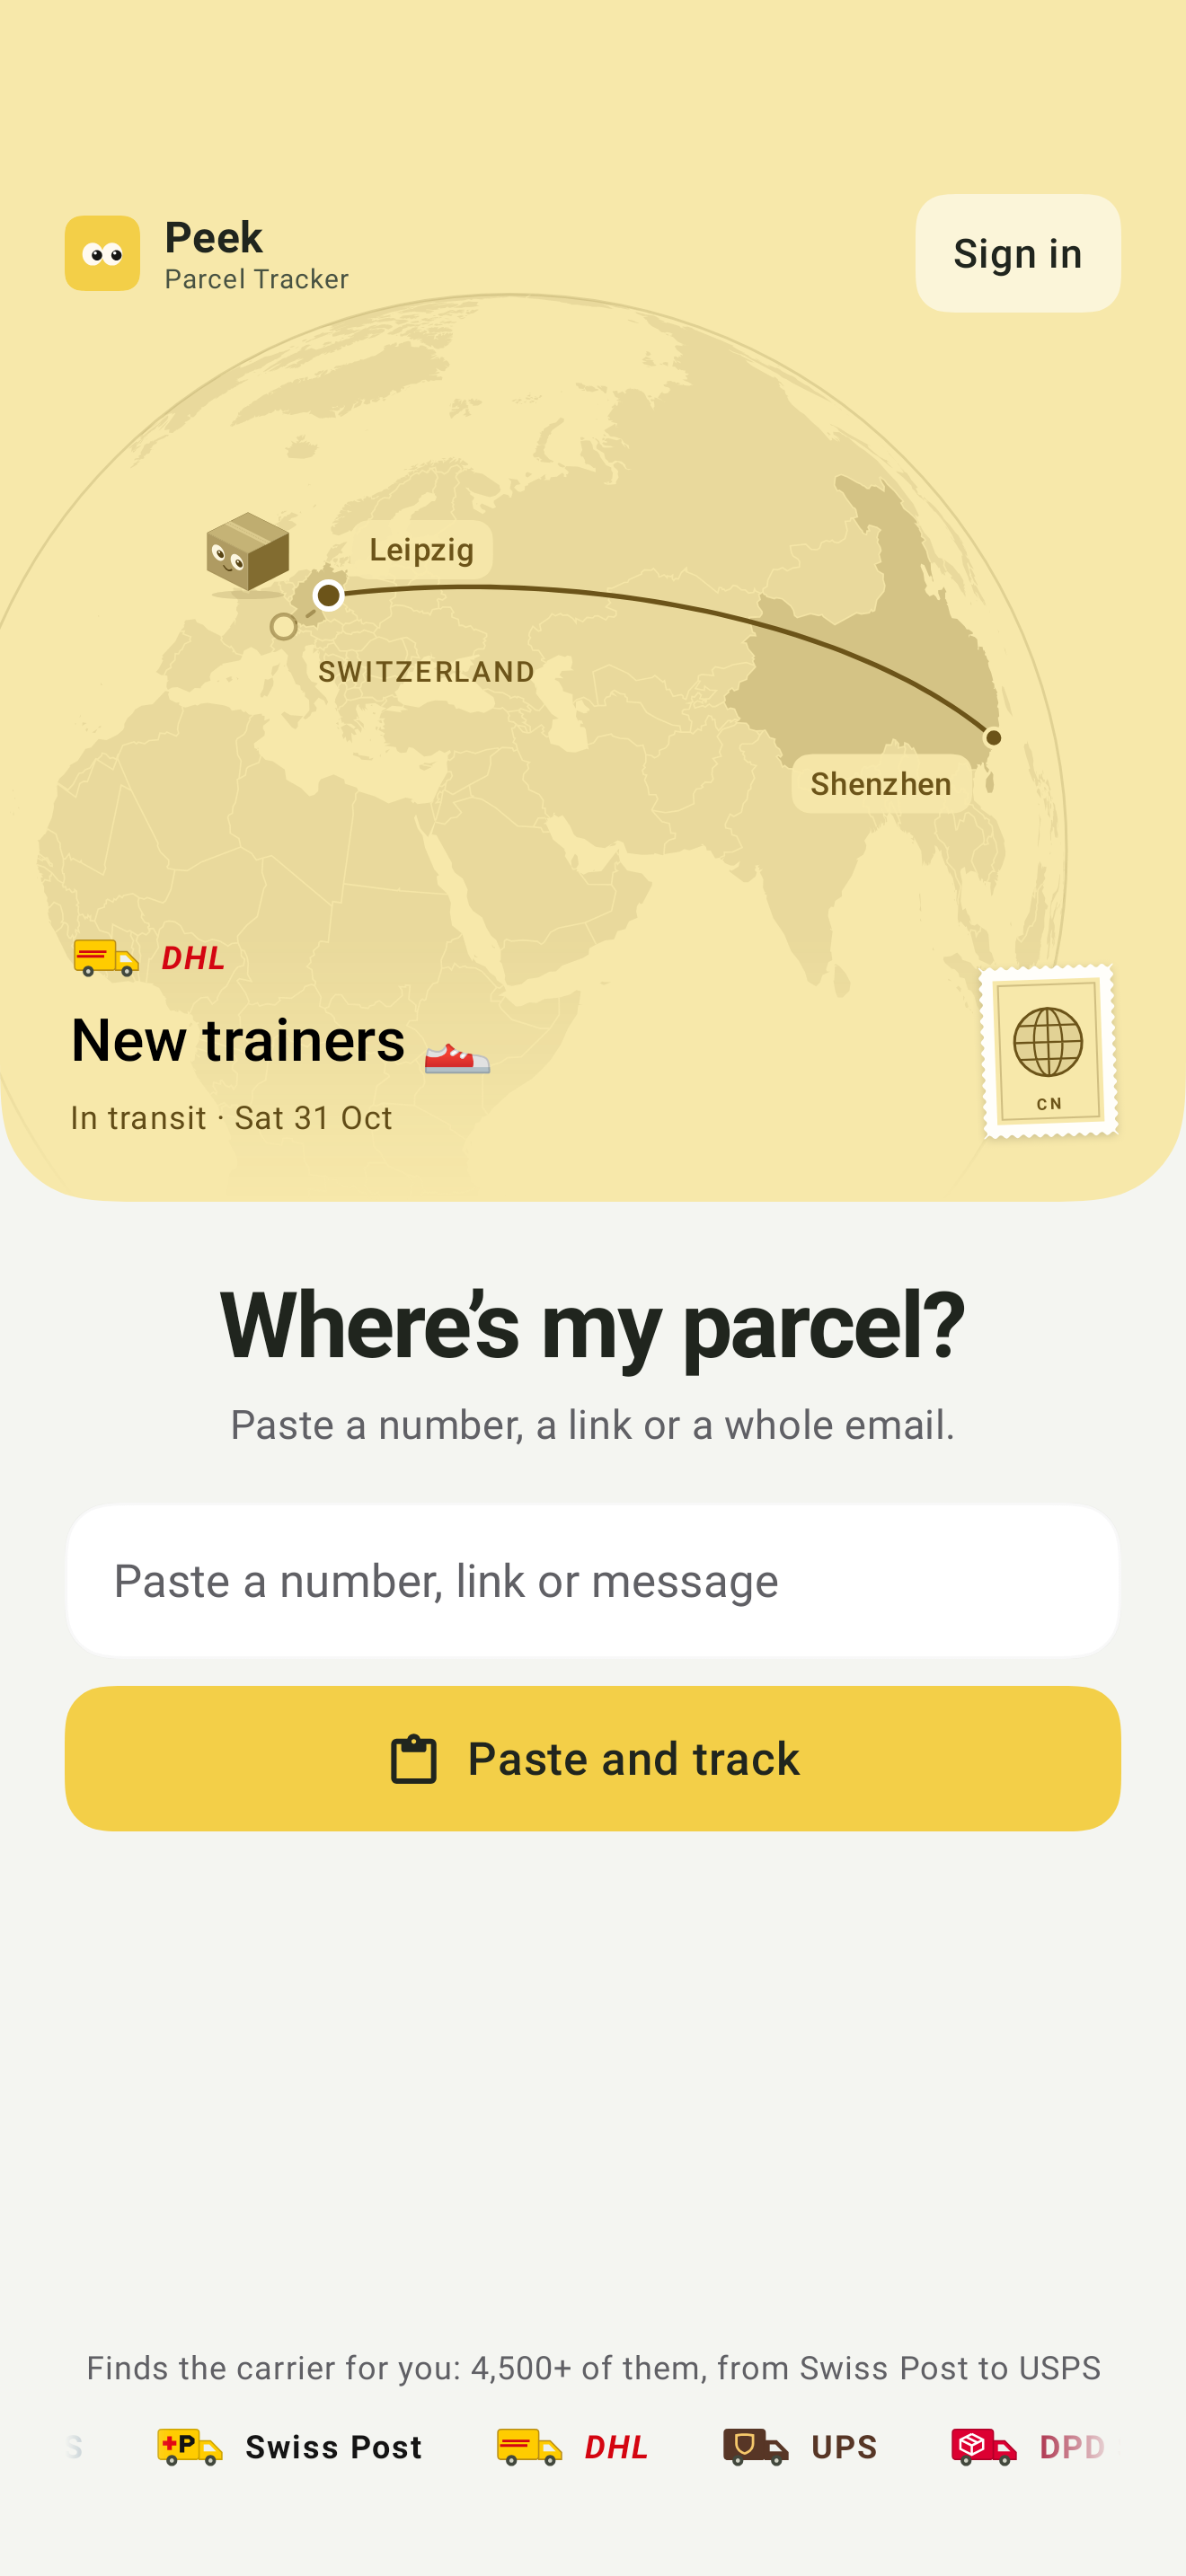 Peek
Parcel Tracker
Sign in
Leipzig
SWITZERLAND
Shenzhen
DHL
New trainers
In transit · Sat 31 Oct
CN
Where’s my parcel?
Paste a number, a link or a whole email.
Paste a number, link or message
Paste and track
Finds the carrier for you: 4,500+ of them, from Swiss Post to USPS
S
P
Swiss Post
DHL
UPS
DPD